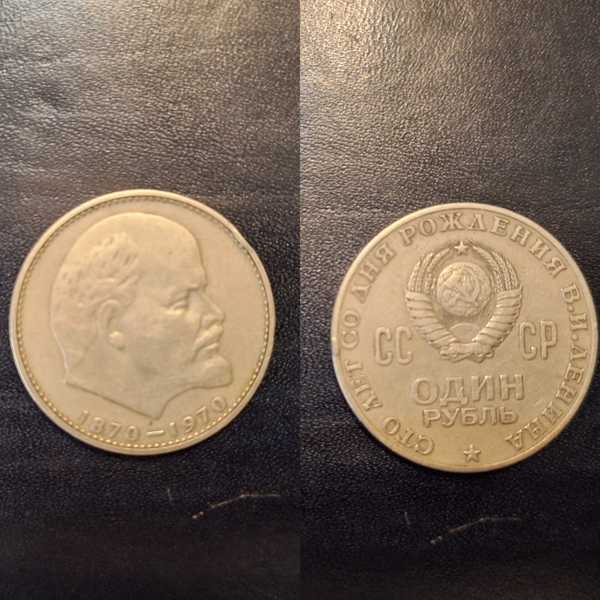 1870-1970
СТО ЛЕТ СО ДНЯ РОЖДЕНИЯ В.И.ЛЕНИНА
СС СР
ОДИН
РУБЛЬ